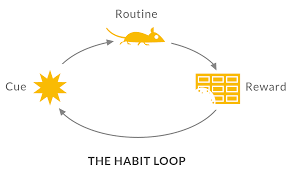 Routine
Cue
Reward
THE HABIT LOOP